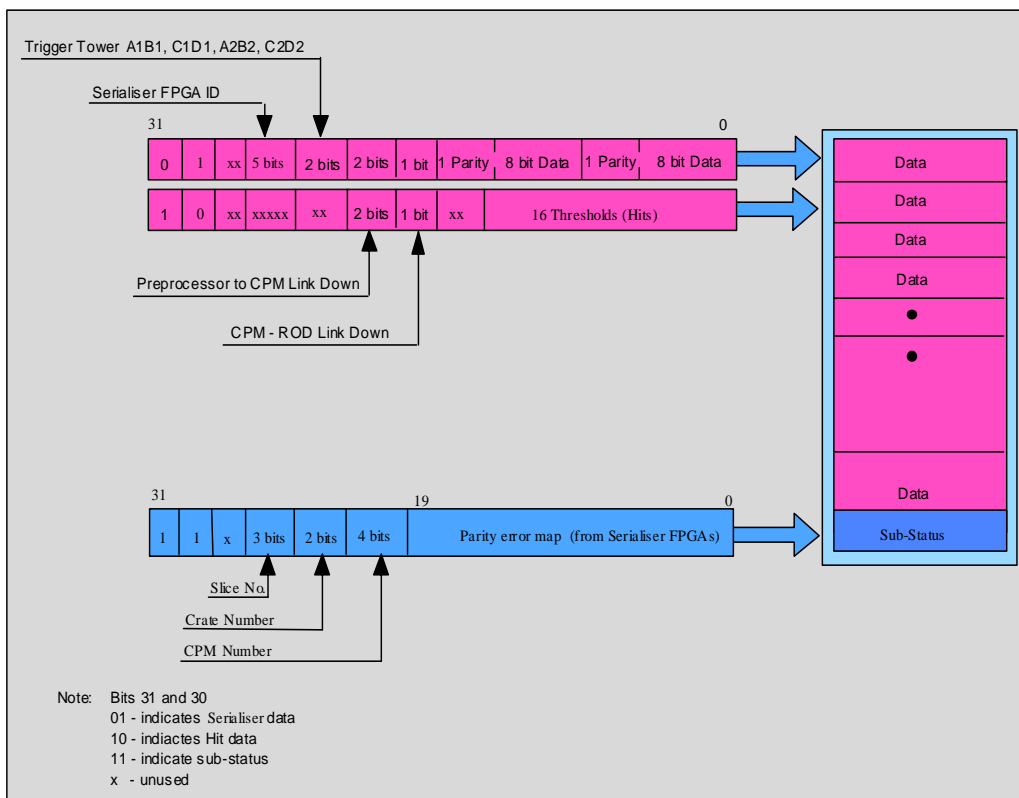 Trigger Tower A1B1, C1D1, A2B2, C2D2
Serialiser FPGA ID
31 0
0 1 xx 5 bits 2 bits 2 bits 1 bit 1 Parity 8 bit Data 1 Parity 8 bit Data
1 0 xx xxxxx xx 2 bits 1 bit xx 16 Thresholds (Hits)
Preprocessor to CPM Link Down
CPM - ROD Link Down
Data
Data
Data
Data
Data
Sub-Status
31 19 0
1 1 x 3 bits 2 bits 4 bits Parity error map (from Serialiser FPGAs)
Slice No.
Crate Number
CPM Number
Note: Bits 31 and 30
01 - indicates Serialiser data
10 - indiactes Hit data
11 - indicate sub-status
x - unused